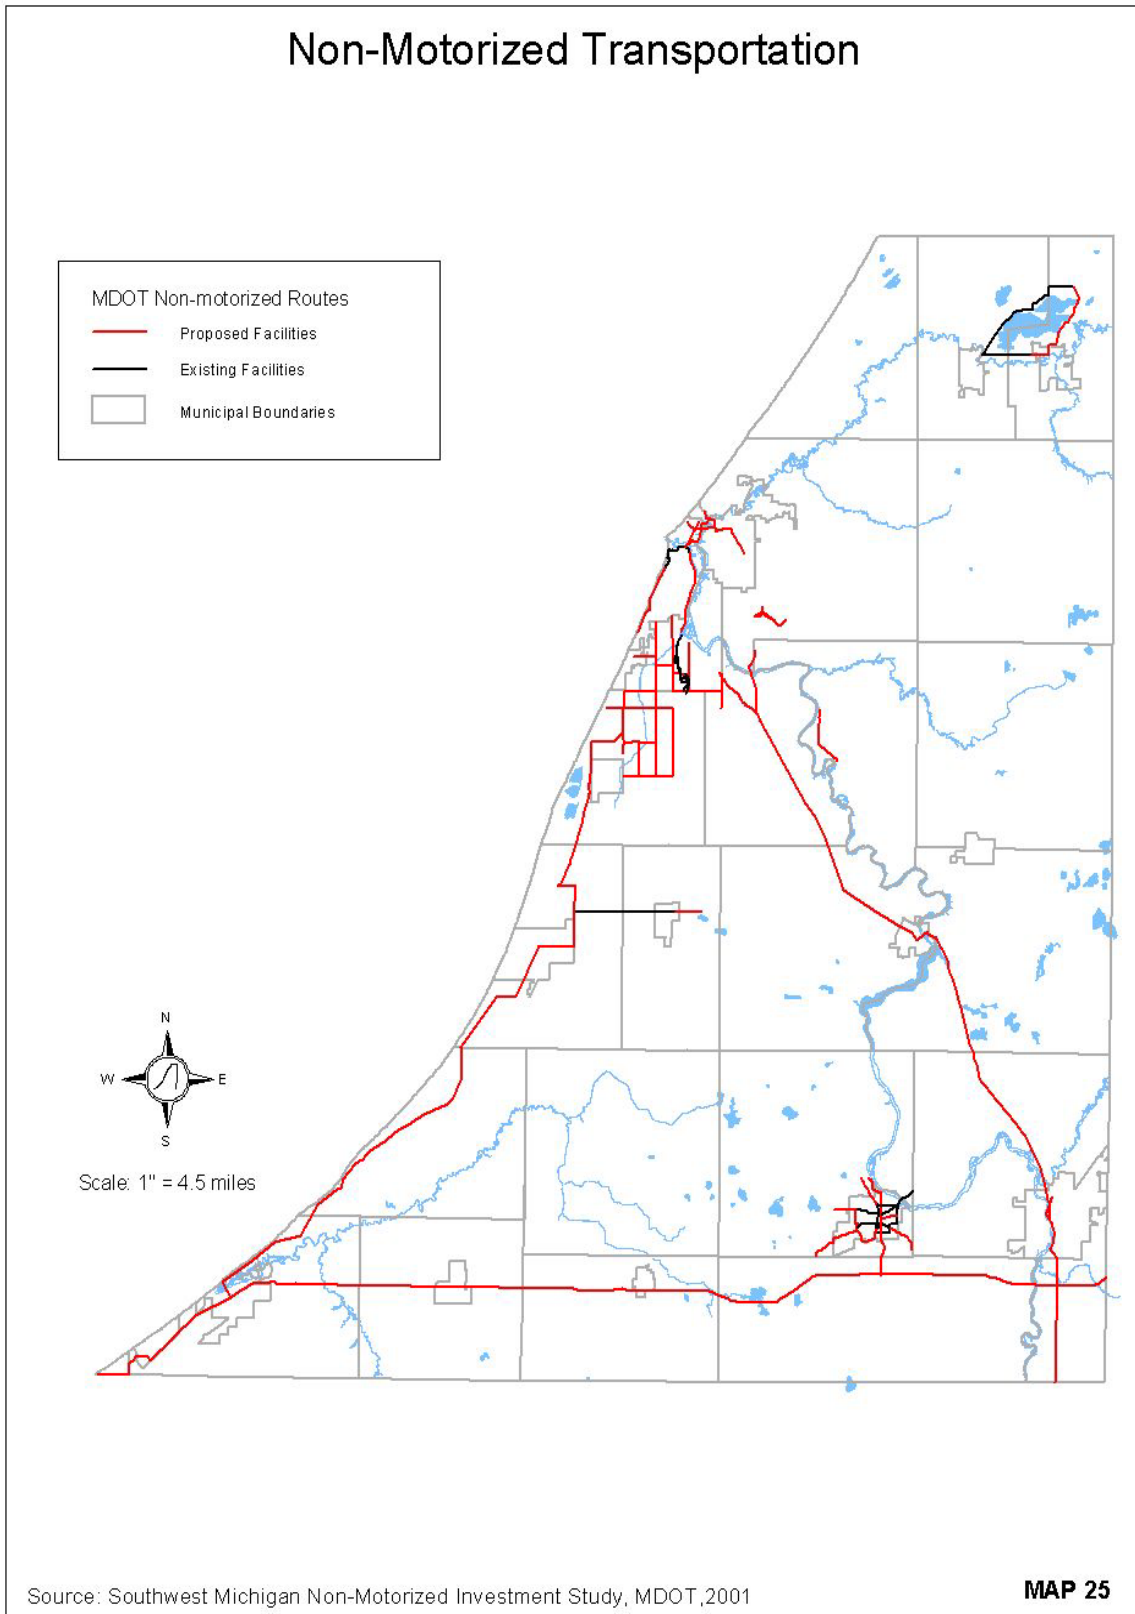 Non-Motorized Transportation
MDOT Non-motorized Routes
Proposed Facilities
Existing Facilities
Municipal Boundaries
N
W E
S
Scale: 1" = 4.5 miles
Source: Southwest Michigan Non-Motorized Investment Study, MDOT,2001
MAP 25